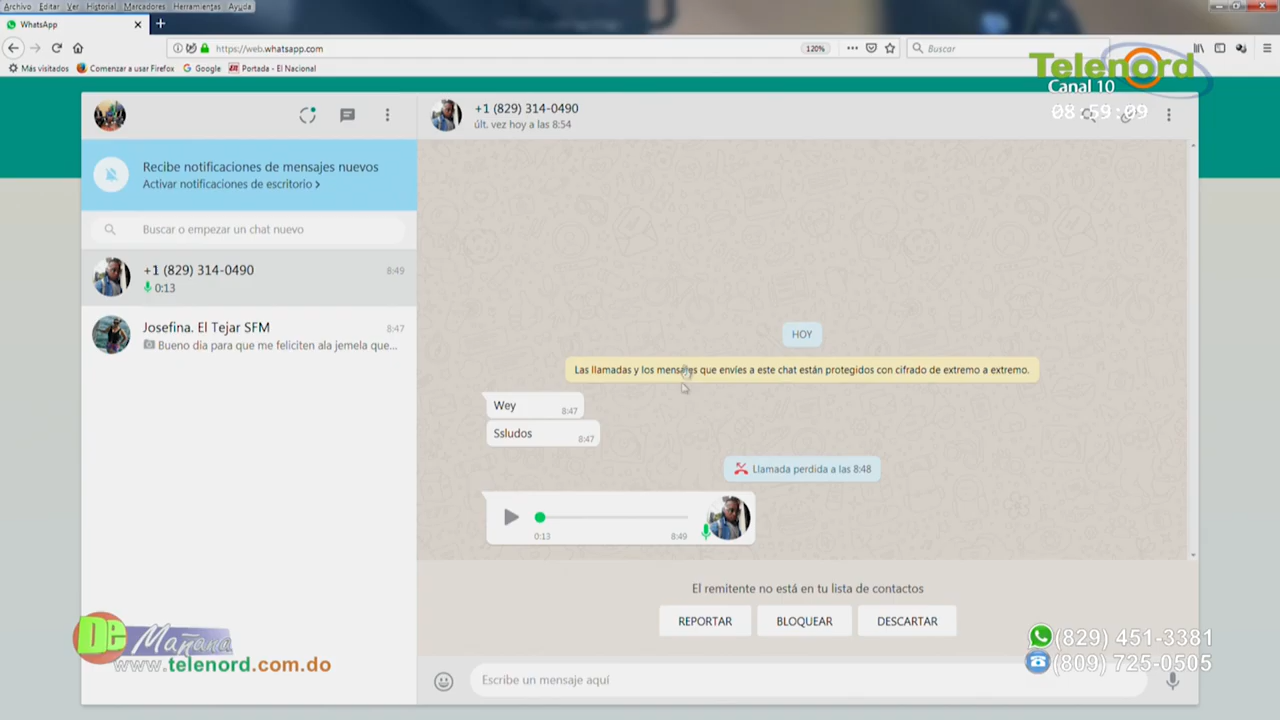 Archivo Editar Ver Historial Marcadores Herramientas Ayuda
WhatsApp
https://web.whatsapp.com
120%
Buscar
Más visitados Comenzar a usar Firefox Google Portada - El Nacional
Telenord
Canal 10
08:59:09
+1 (829) 314-0490
últ. vez hoy a las 8:54
Recibe notificaciones de mensajes nuevos
Activar notificaciones de escritorio
Buscar o empezar un chat nuevo
+1 (829) 314-0490 8:49
0:13
Josefina. El Tejar SFM 8:47
Bueno dia para que me feliciten ala jemela que...
HOY
Las llamadas y los mensajes que envíes a este chat están protegidos con cifrado de extremo a extremo.
Wey 8:47
Ssludos 8:47
Llamada perdida a las 8:48
0:13 8:49
El remitente no está en tu lista de contactos
REPORTAR BLOQUEAR DESCARTAR
Escribe un mensaje aquí
De Mañana
www.telenord.com.do
(829) 451-3381
(809) 725-0505